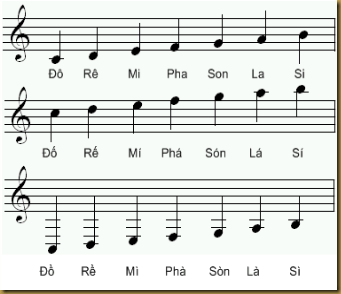 Đô Rê Mi Pha Son La Si
Đố Rế Mí Phá Són Lá Sí
Đồ Rề Mì Phà Sòn Là Sì